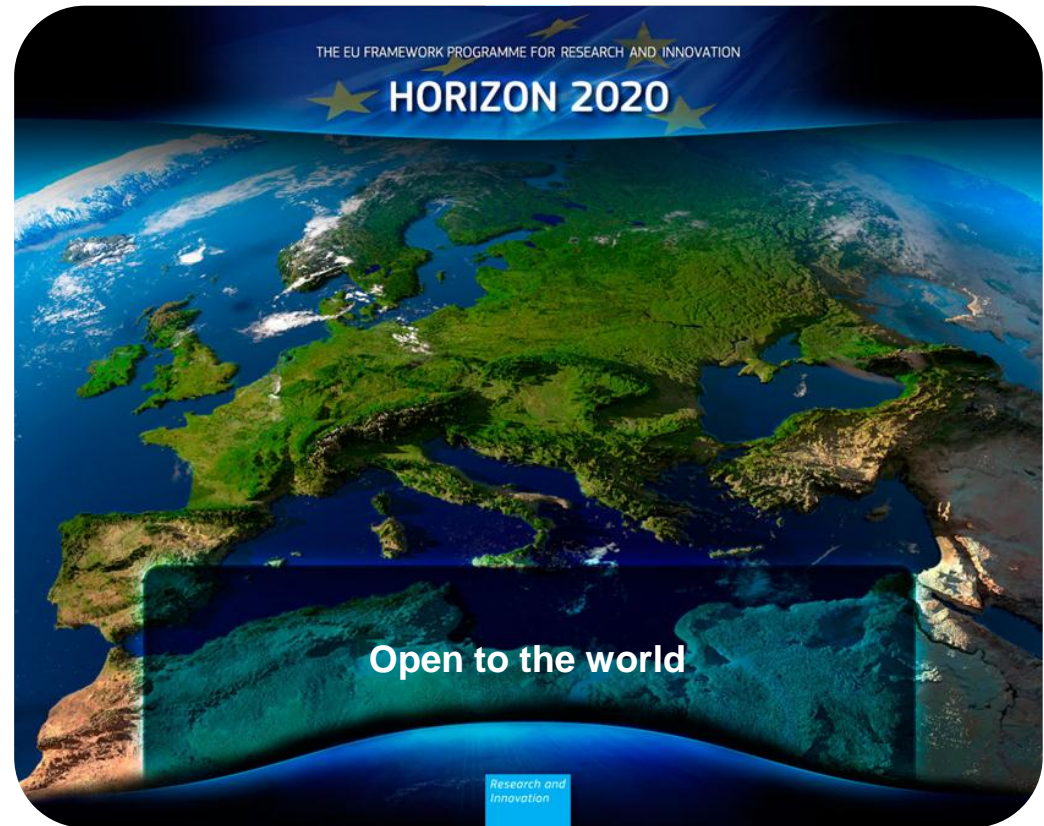 THE EU FRAMEWORK PROGRAMME FOR RESEARCH AND INNOVATION
HORIZON 2020
Open to the world
Research and
Innovation